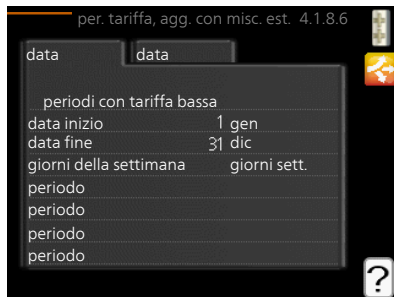 per. tariffa, agg. con misc. est. 4.1.8.6
data data
periodi con tariffa bassa
data inizio 1 gen
data fine 31 dic
giorni della settimana giorni sett.
periodo
periodo
periodo
periodo
?